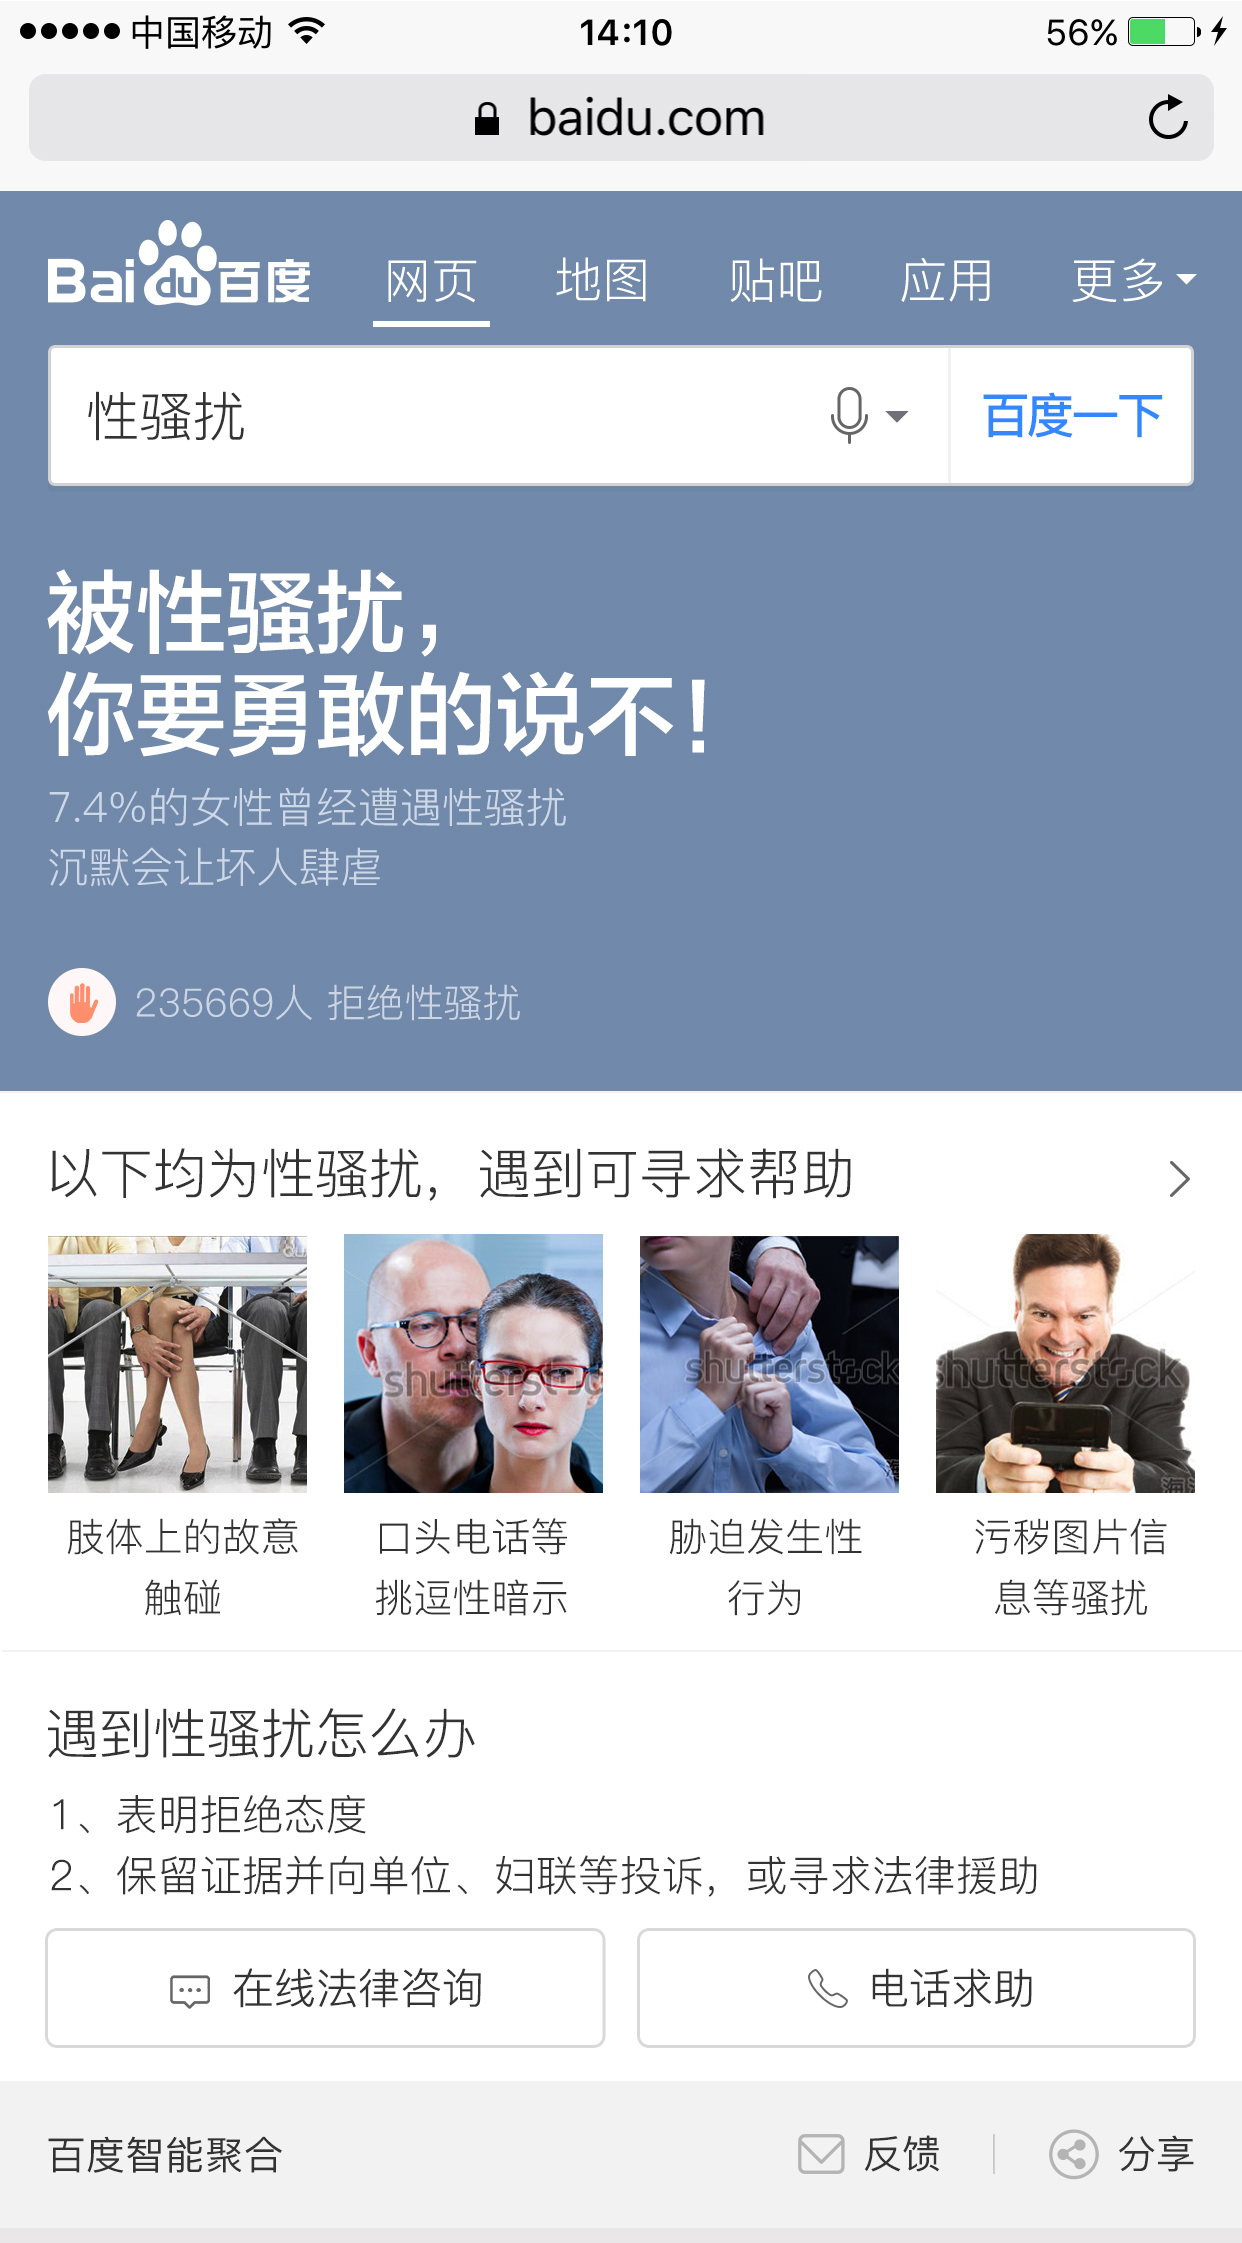 中国移动 14:10 56%
baidu.com
Bai du 百度 网页 地图 贴吧 应用 更多
性骚扰 百度一下
被性骚扰，
你要勇敢的说不！
7.4%的女性曾经遭遇性骚扰
沉默会让坏人肆虐
235669人 拒绝性骚扰
以下均为性骚扰，遇到可寻求帮助
shutterstock shutterstock shutterstock
肢体上的故意 口头电话等 胁迫发生性 污秽图片信
触碰 挑逗性暗示 行为 息等骚扰
遇到性骚扰怎么办
1、表明拒绝态度
2、保留证据并向单位、妇联等投诉，或寻求法律援助
在线法律咨询 电话求助
百度智能聚合 反馈 分享